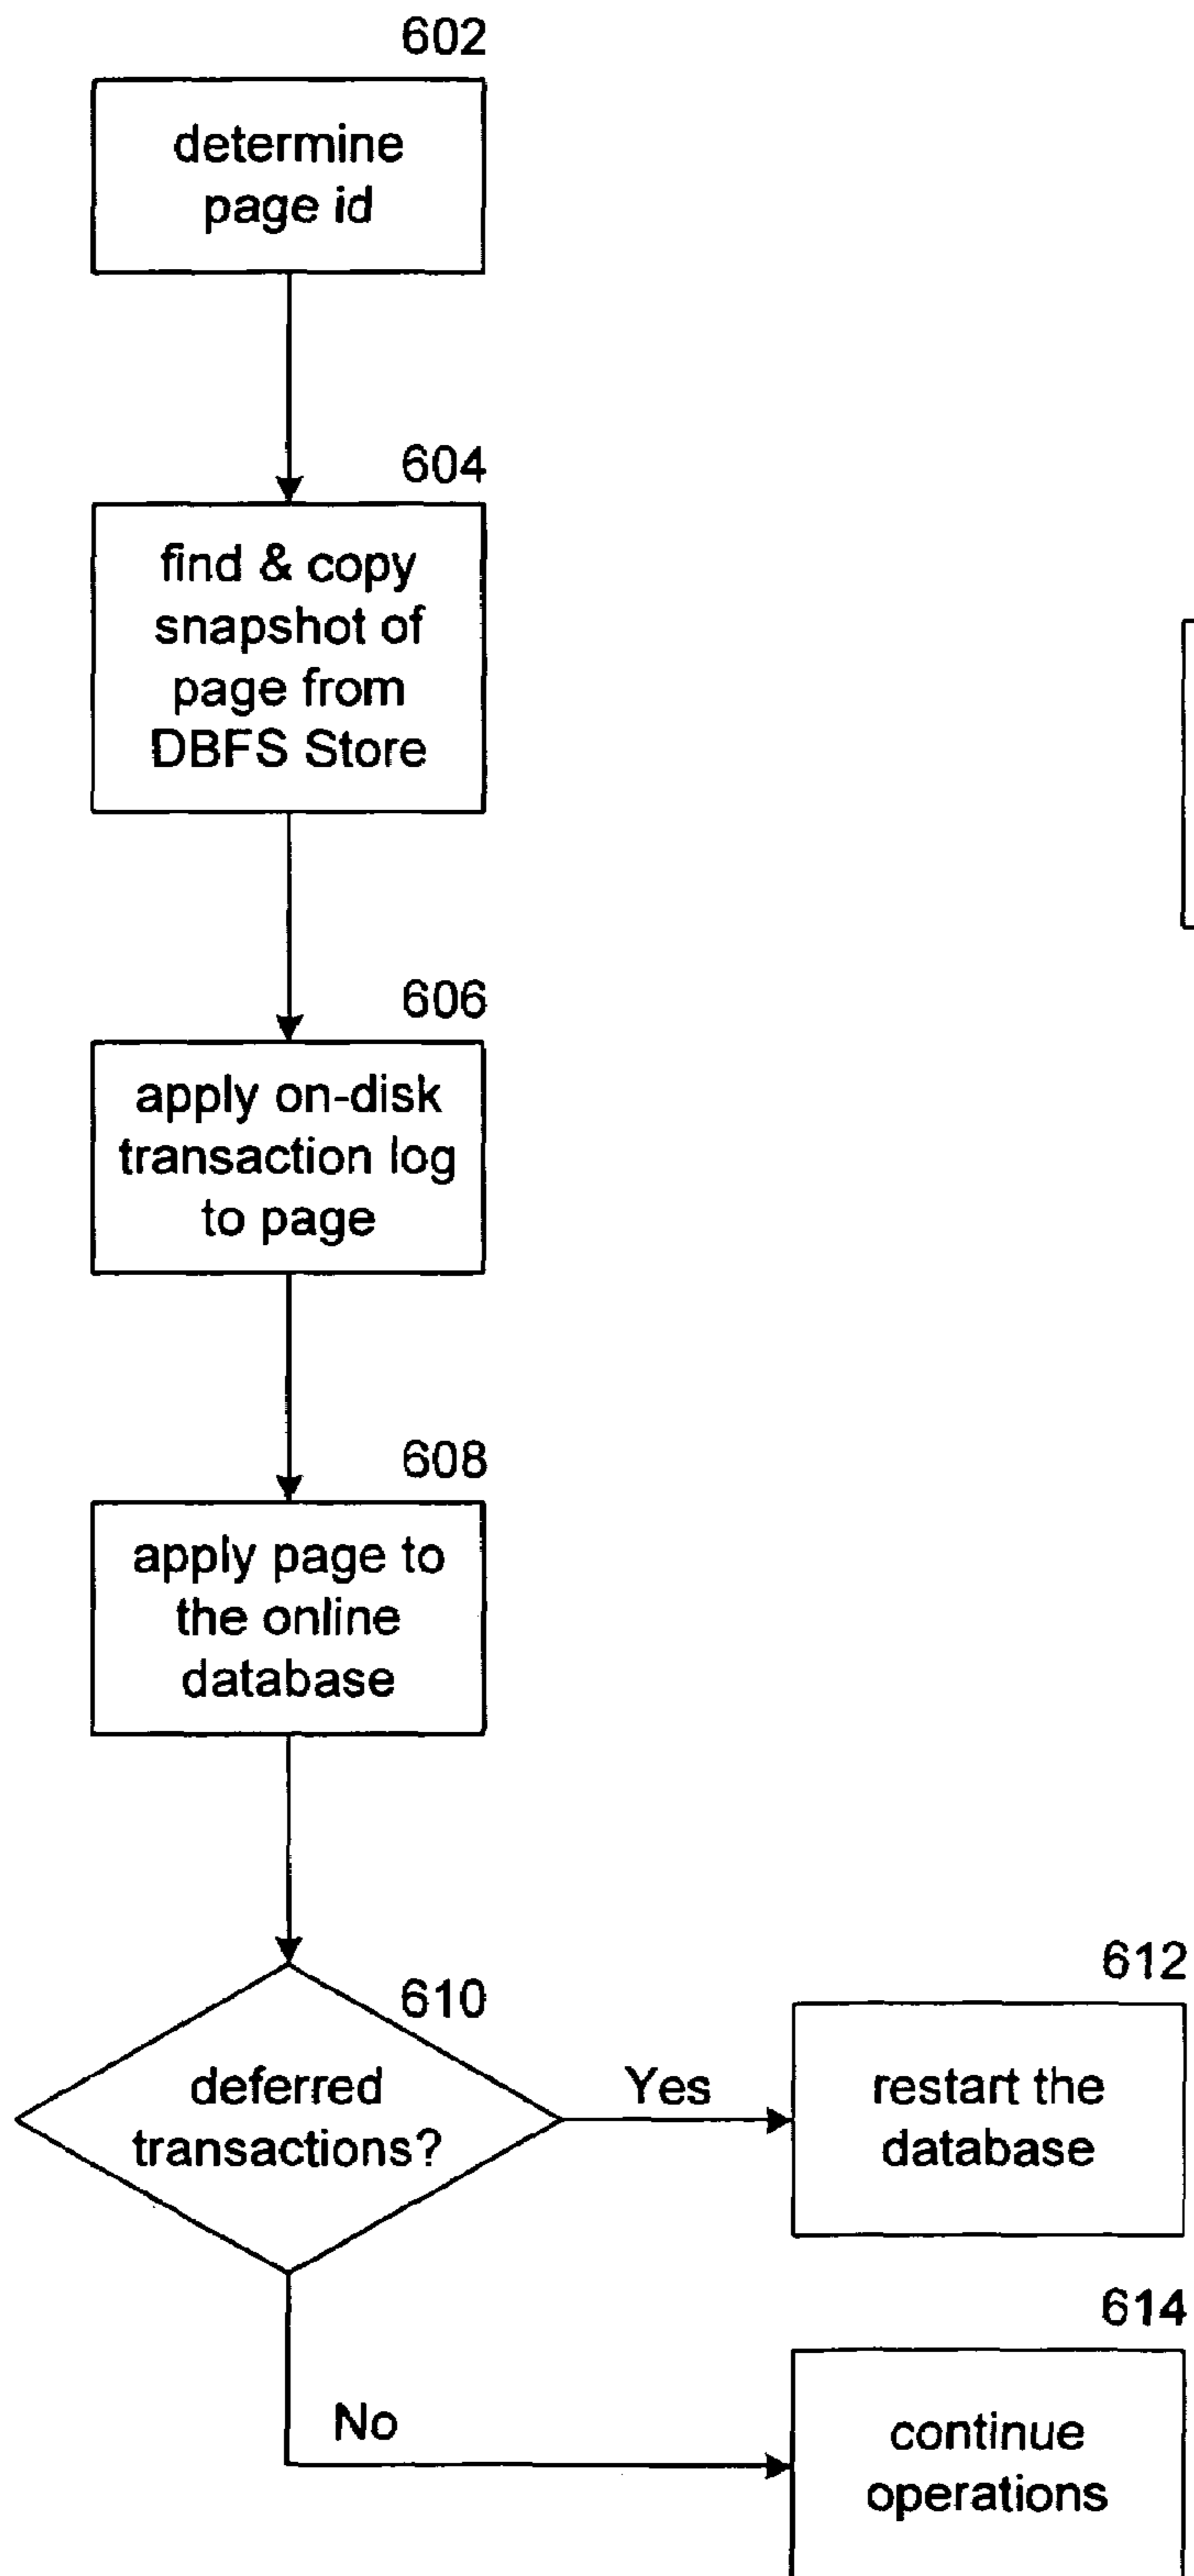 602
determine
page id
604
find & copy
snapshot of
page from
DBFS Store
606
apply on-disk
transaction log
to page
608
apply page to
the online
database
610
deferred
transactions?
Yes
612
restart the
database
No
614
continue
operations